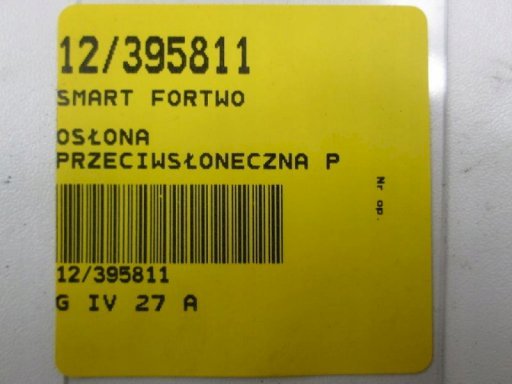 12/395811
SMART FORTWO
OSŁONA
PRZECIWSŁONECZNA P
Nr op.
12/395811
G IV 27 A